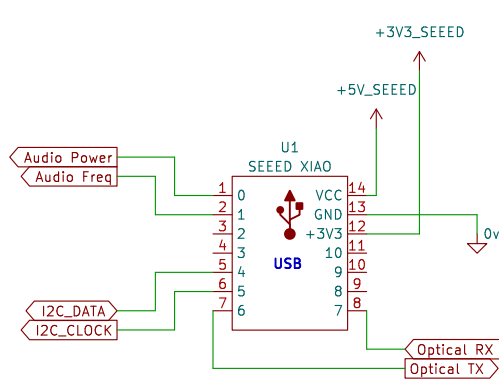 +3V3_SEEED
+5V_SEEED
U1
SEEED XIAO
Audio Power
Audio Freq
1 0 VCC 14
2 1 GND 13
3 2 +3V3 12
4 3 10 11
5 4 9 10
6 5 8 9
7 6 7 8
USB
0v
I2C_DATA
I2C_CLOCK
Optical RX
Optical TX